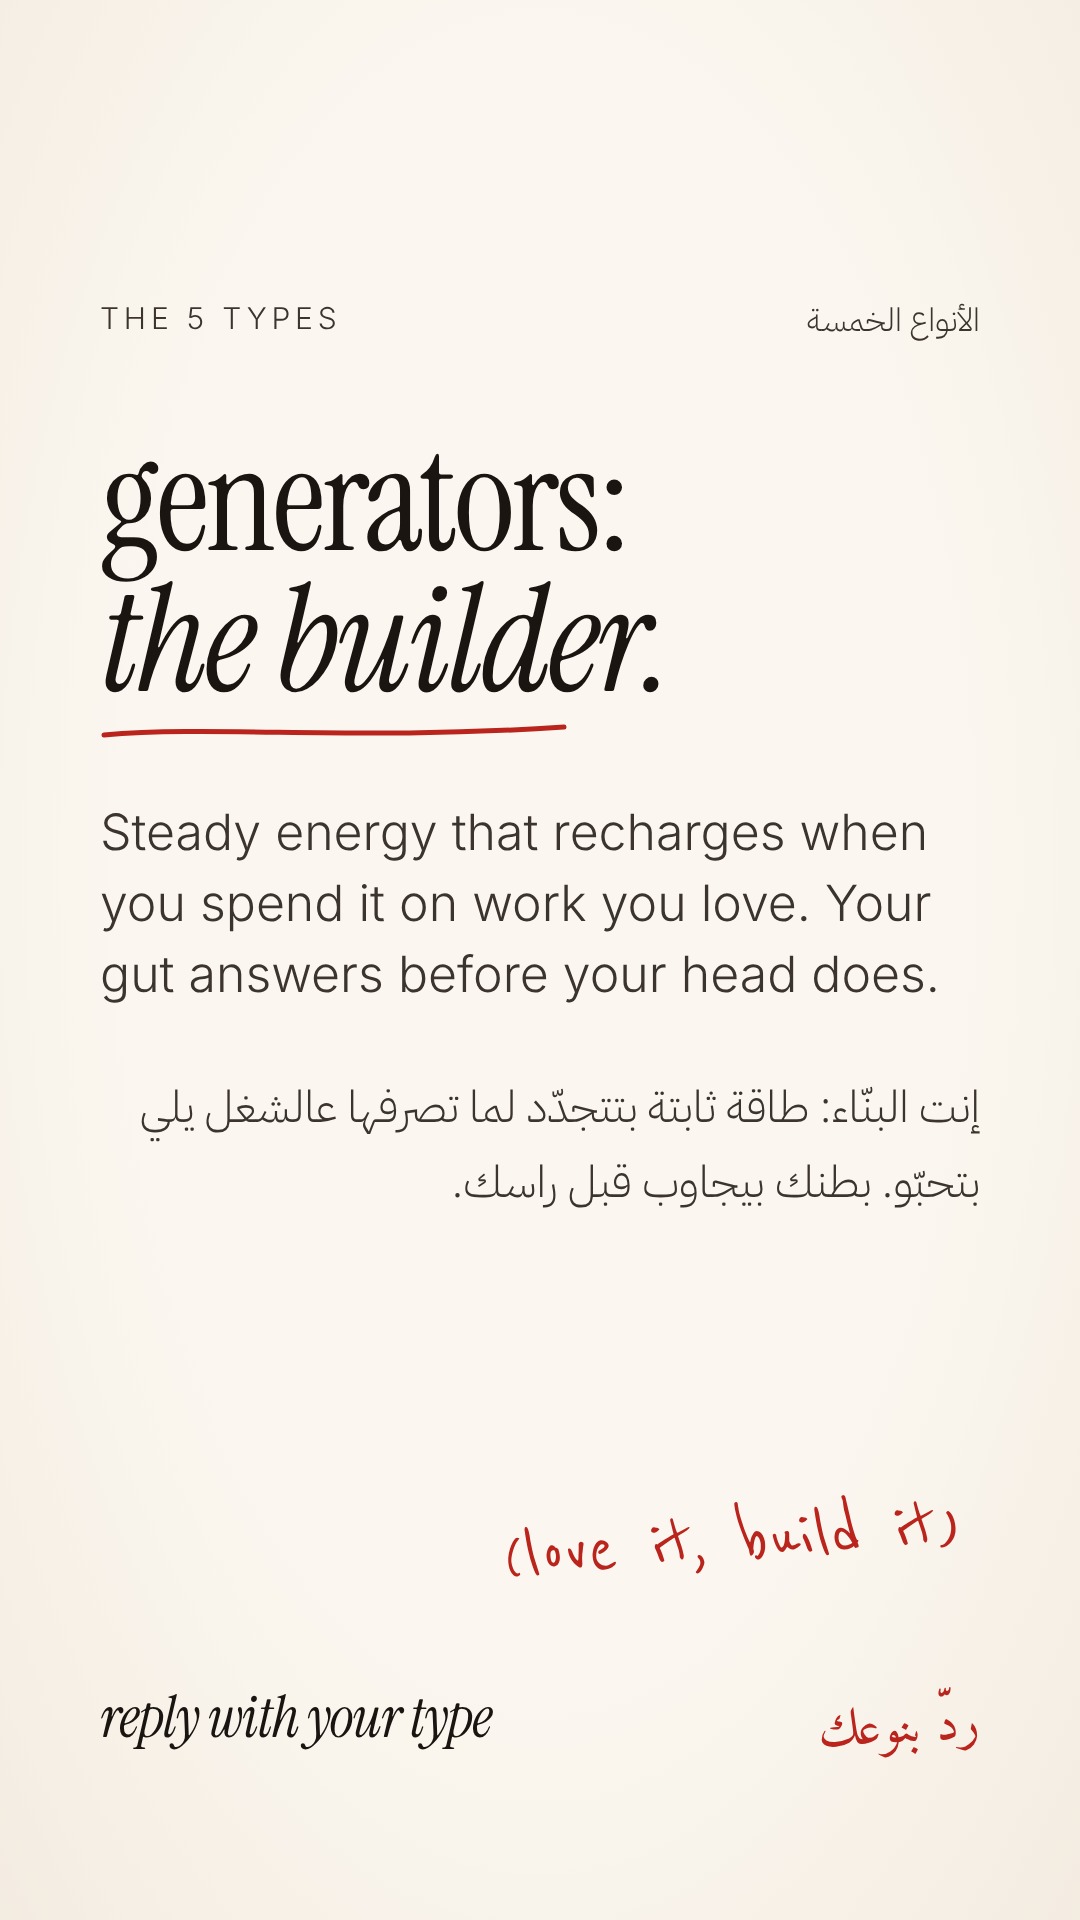 THE 5 TYPES
الأنواع الخمسة
generators:
the builder.
Steady energy that recharges when
you spend it on work you love. Your
gut answers before your head does.
إنت البنّاء: طاقة ثابتة بتتجدّد لما تصرفها عالشغل يلي
بتحبّو. بطنك بيجاوب قبل راسك.
(love it, build it)
reply with your type
ردّ بنوعك